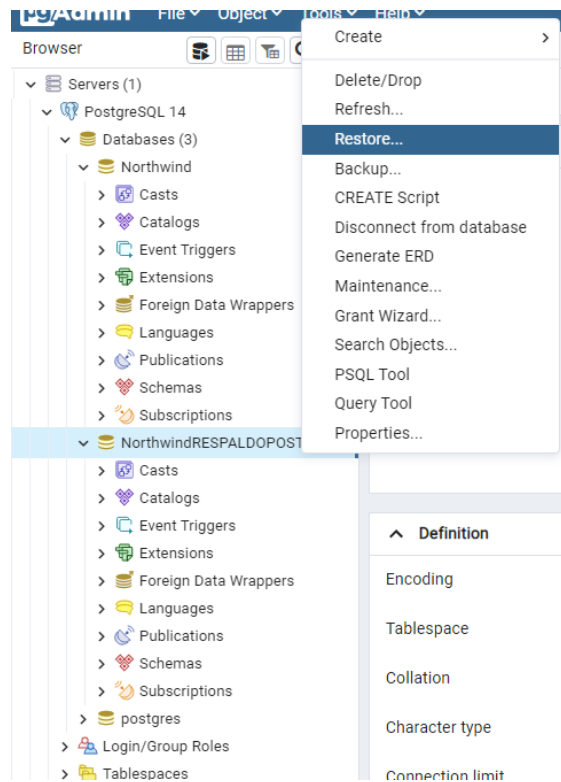 pgAdmin File Object Tools Help
Browser
Servers (1)
PostgreSQL 14
Databases (3)
Northwind
Casts
Catalogs
Event Triggers
Extensions
Foreign Data Wrappers
Languages
Publications
Schemas
Subscriptions
NorthwindRESPALDOPOST
Casts
Catalogs
Event Triggers
Extensions
Foreign Data Wrappers
Languages
Publications
Schemas
Subscriptions
postgres
Login/Group Roles
Tablespaces
Create
Delete/Drop
Refresh...
Restore...
Backup...
CREATE Script
Disconnect from database
Generate ERD
Maintenance...
Grant Wizard...
Search Objects...
PSQL Tool
Query Tool
Properties...
Definition
Encoding
Tablespace
Collation
Character type
Connection limit